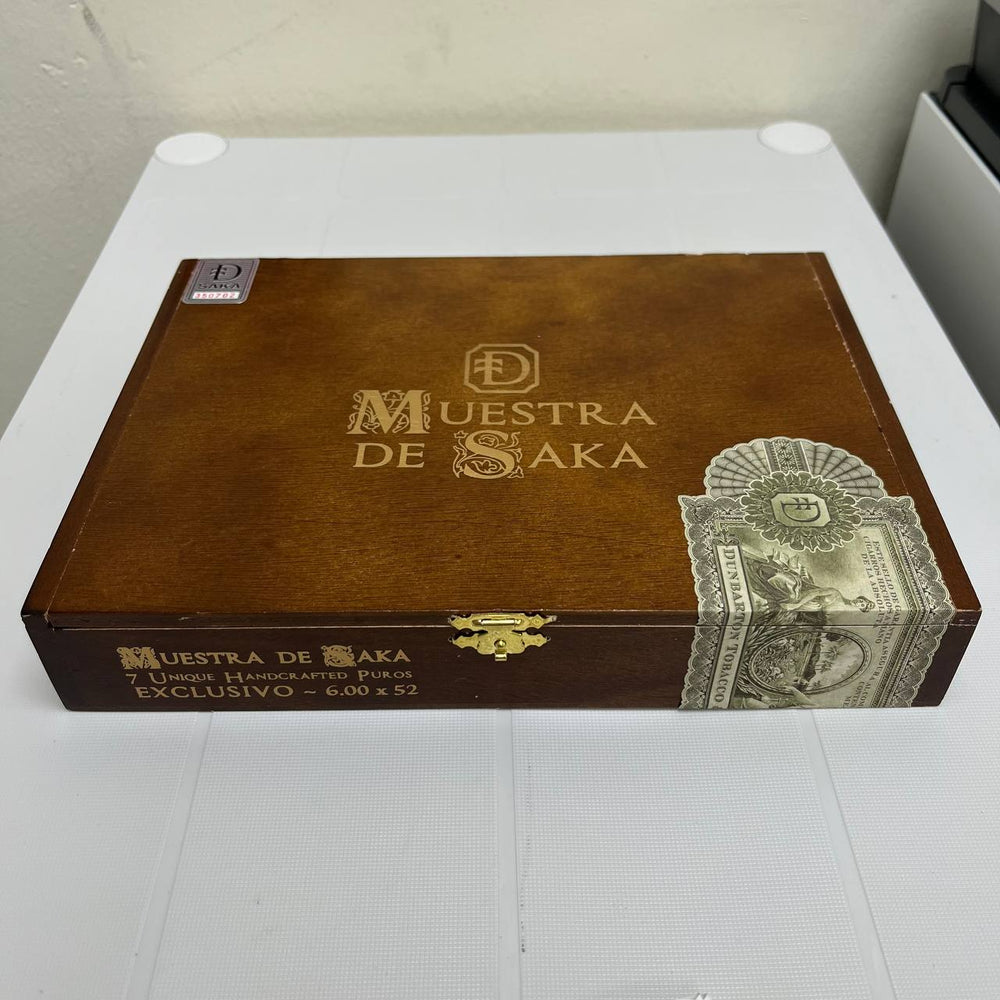 SAKA
350702
MUESTRA
DE SAKA
DUNBARTON TOBACCO
MUESTRA DE SAKA
7 UNIQUE HANDCRAFTED PUROS
EXCLUSIVO ~ 6.00 x 52